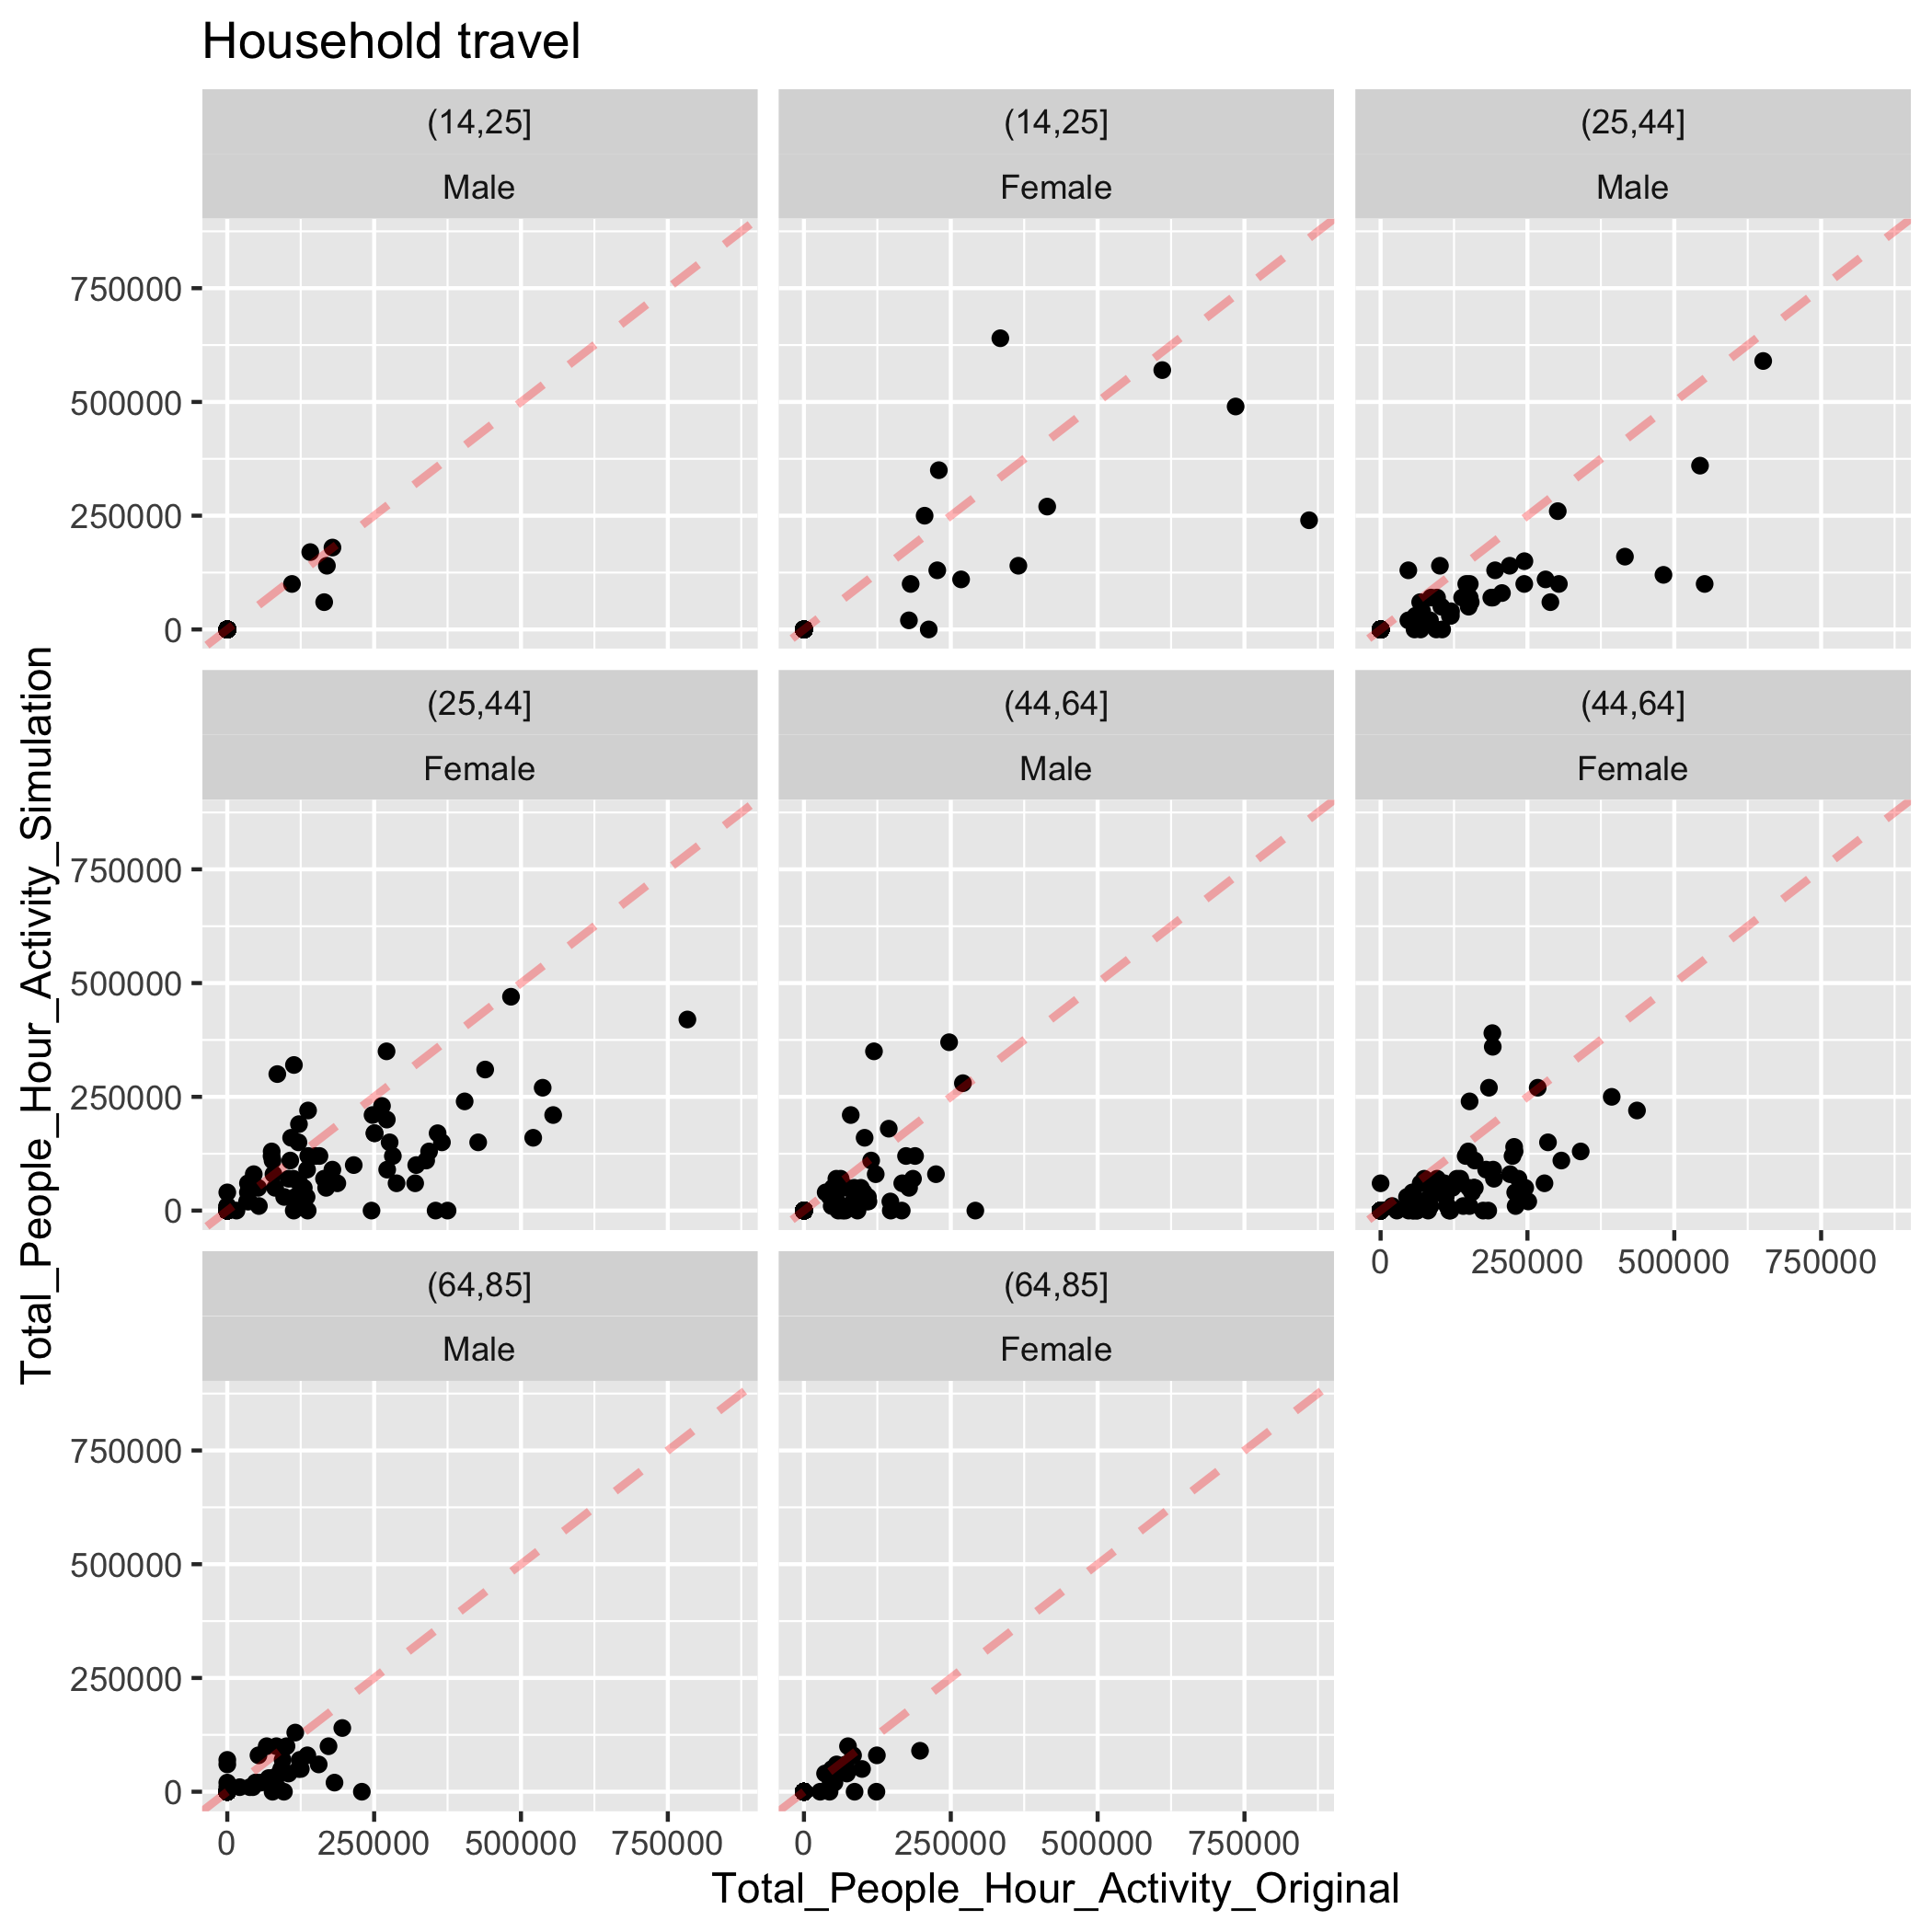 Household travel
(14,25]
Male
(14,25]
Female
(25,44]
Male
750000
500000
250000
0
(25,44]
Female
(44,64]
Male
(44,64]
Female
750000
500000
250000
0
0 250000 500000 750000
(64,85]
Male
(64,85]
Female
750000
500000
250000
0
0 250000 500000 750000
0 250000 500000 750000
Total_People_Hour_Activity_Original
Total_People_Hour_Activity_Simulation